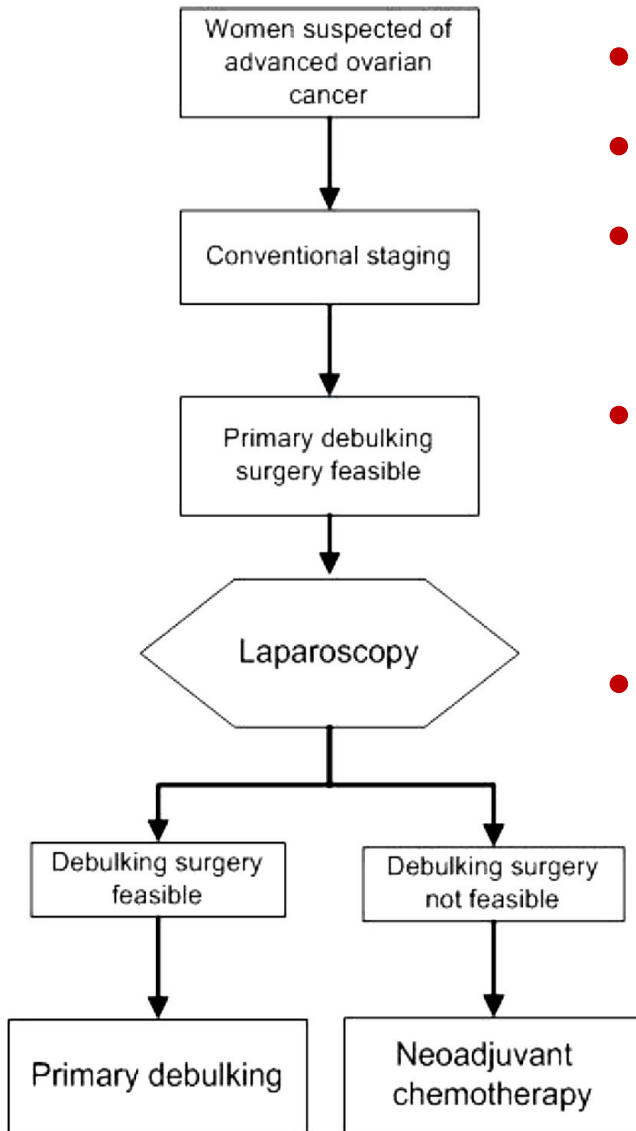 Women suspected of
advanced ovarian
cancer
Conventional staging
Primary debulking
surgery feasible
Laparoscopy
Debulking surgery
feasible
Debulking surgery
not feasible
Primary debulking
Neoadjuvant
chemotherapy